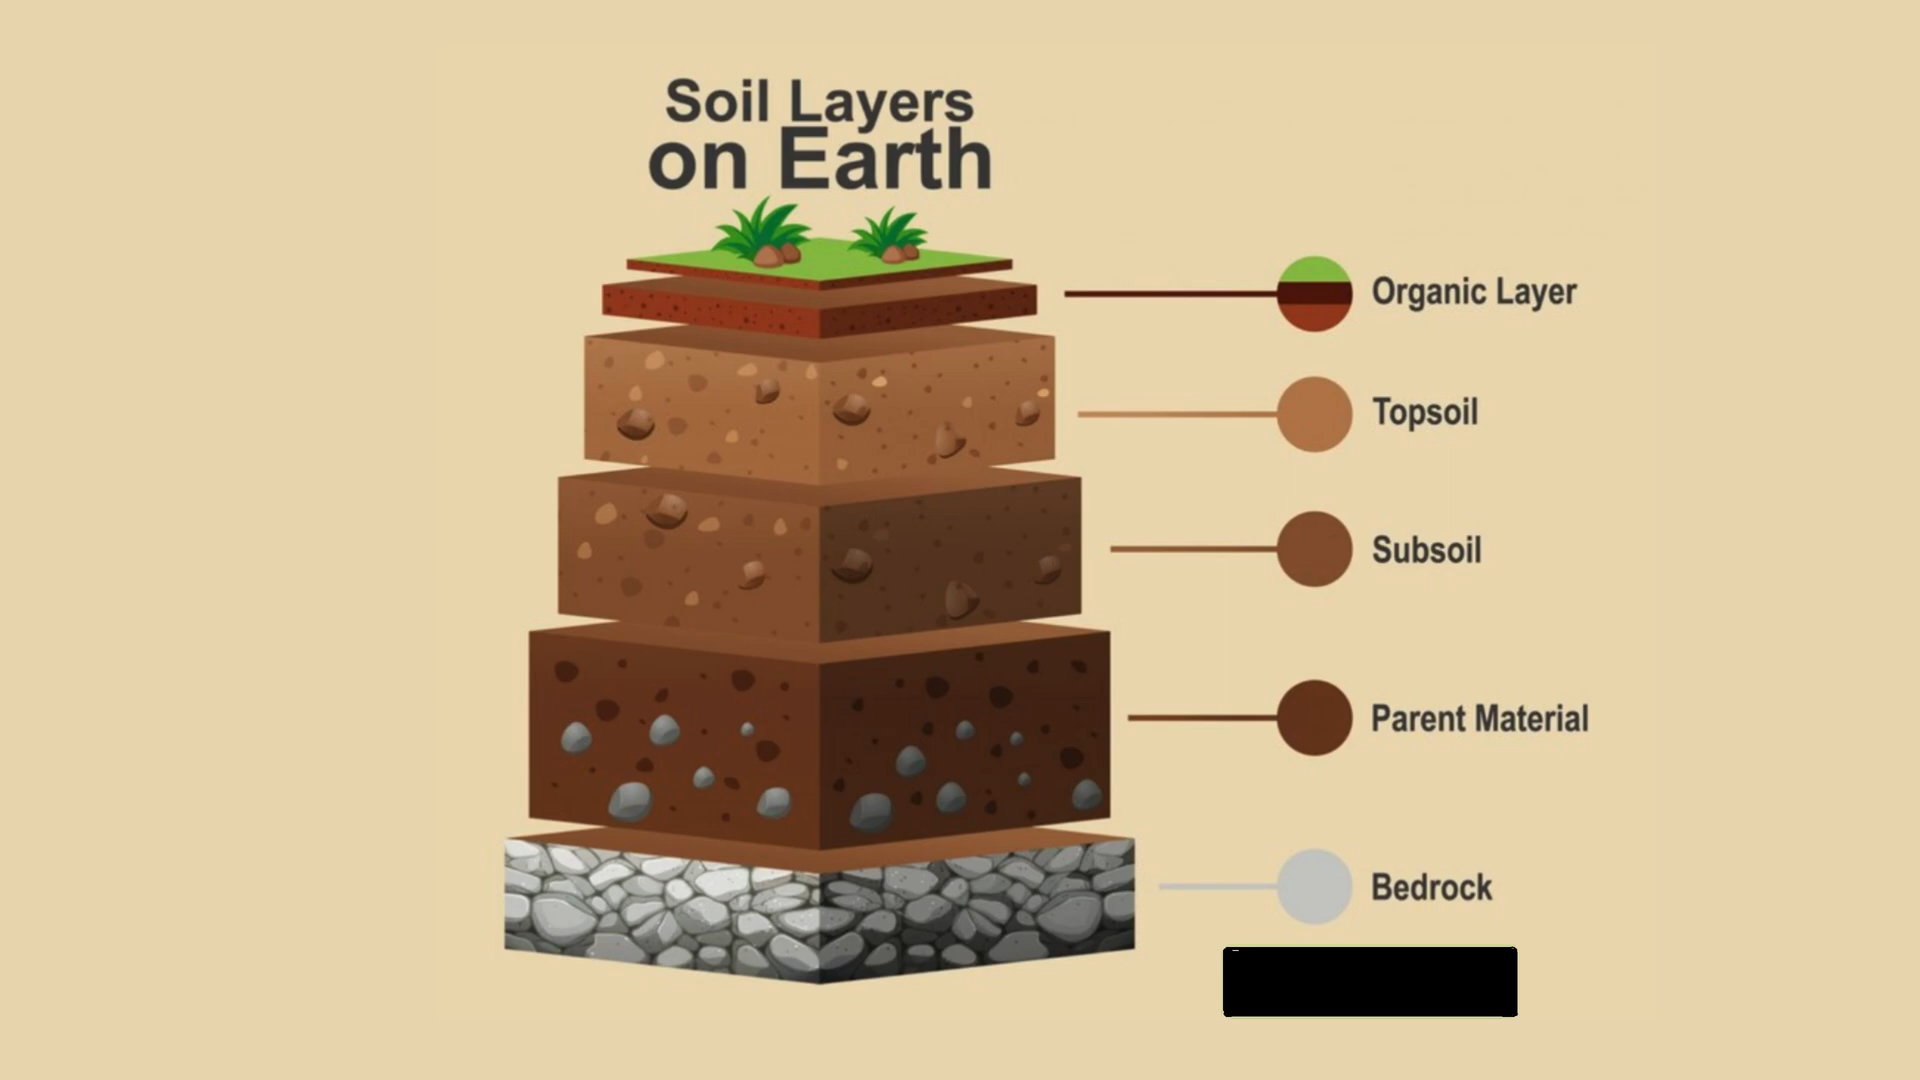 Soil Layers
on Earth
Organic Layer
Topsoil
Subsoil
Parent Material
Bedrock